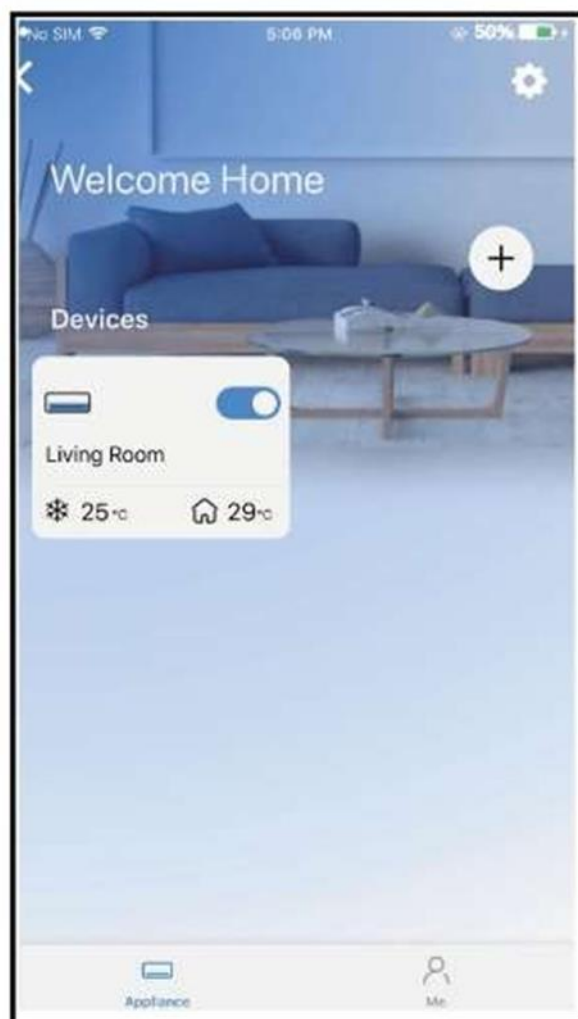 No SIM 5:06 PM 50%
Welcome Home
+
Devices
Living Room
25°C 29°C
Appliance Me